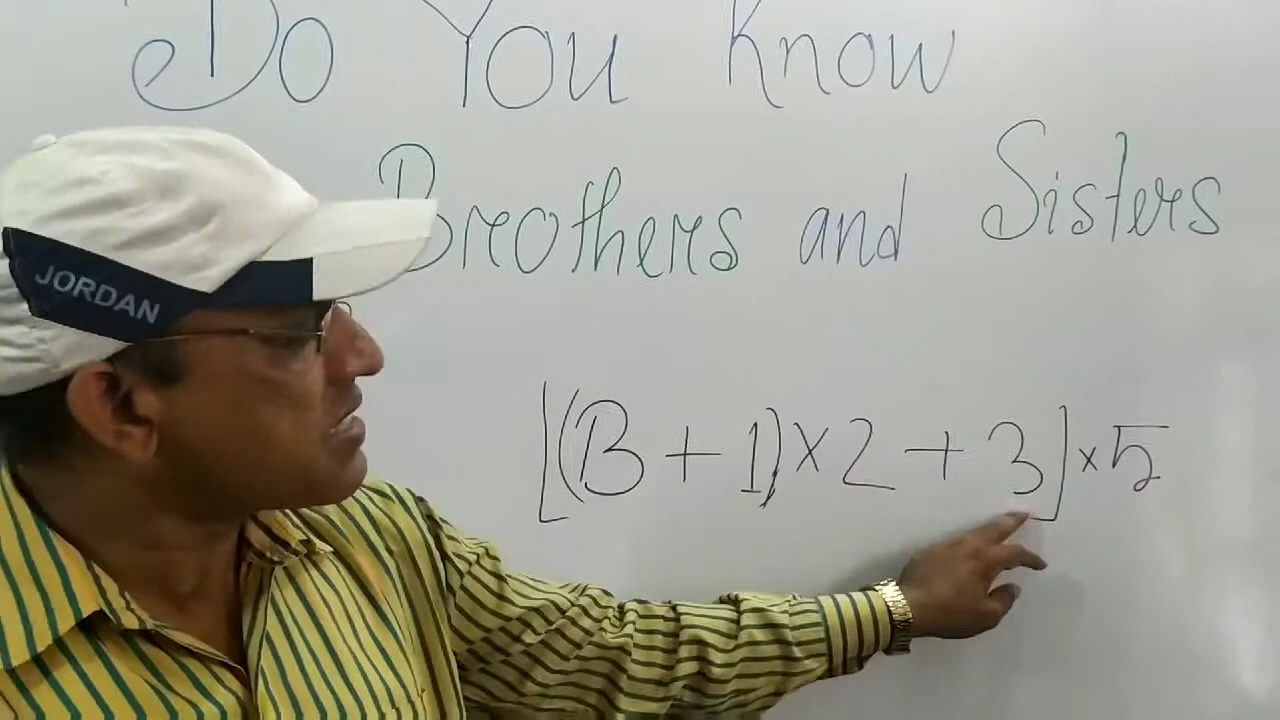 Do You Know
Brothers and Sisters
[(B + 1) × 2 + 3] × 5
JORDAN